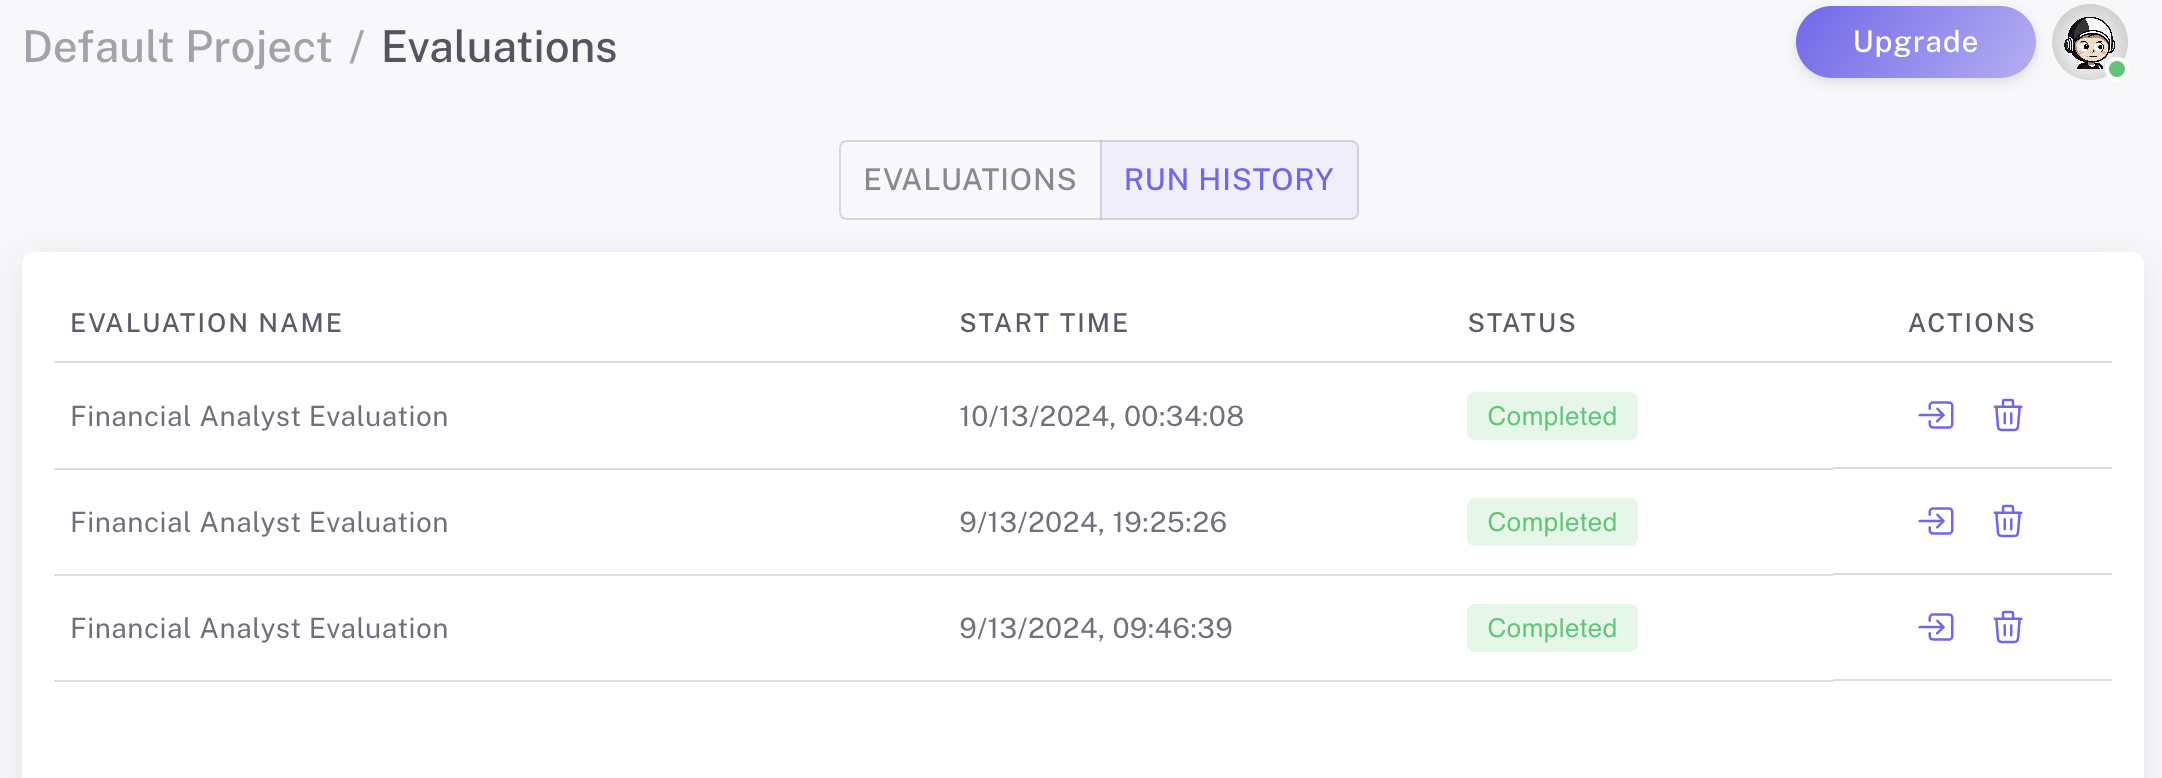 Default Project / Evaluations
Upgrade
EVALUATIONS RUN HISTORY
EVALUATION NAME START TIME STATUS ACTIONS
Financial Analyst Evaluation 10/13/2024, 00:34:08 Completed
Financial Analyst Evaluation 9/13/2024, 19:25:26 Completed
Financial Analyst Evaluation 9/13/2024, 09:46:39 Completed